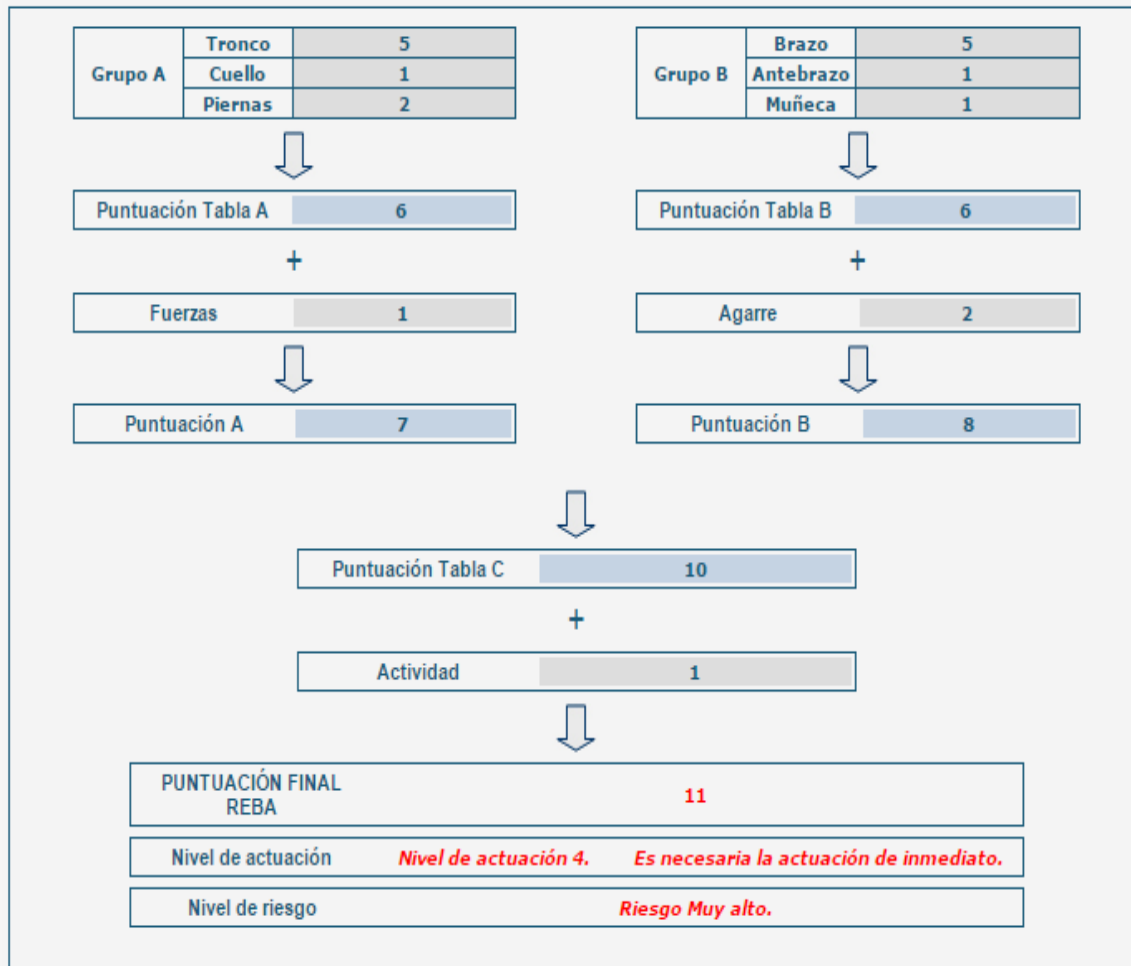 Grupo A
Tronco 5
Cuello 1
Piernas 2
Grupo B
Brazo 5
Antebrazo 1
Muñeca 1
Puntuación Tabla A 6
Puntuación Tabla B 6
+
+
Fuerzas 1
Agarre 2
Puntuación A 7
Puntuación B 8
Puntuación Tabla C 10
+
Actividad 1
PUNTUACIÓN FINAL
REBA
11
Nivel de actuación Nivel de actuación 4. Es necesaria la actuación de inmediato.
Nivel de riesgo Riesgo Muy alto.